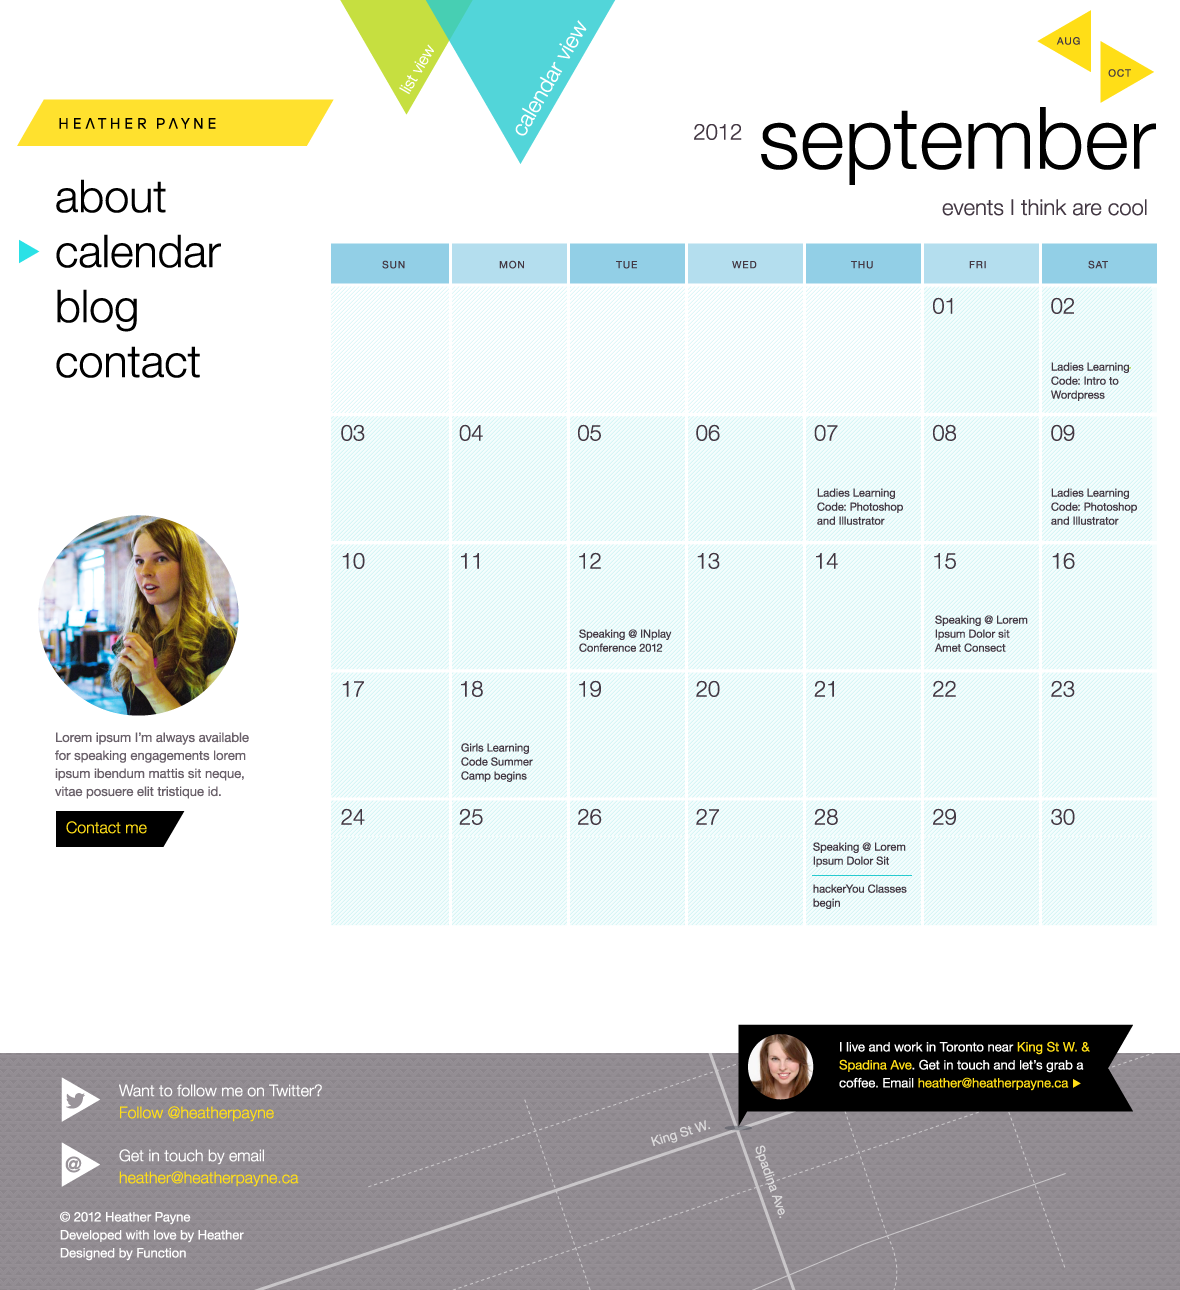 list view
calendar view
AUG
OCT
HEATHER PAYNE
2012 september
events I think are cool
about
calendar
blog
contact
SUN MON TUE WED THU FRI SAT
01 02
Ladies Learning
Code: Intro to
Wordpress
03 04 05 06 07 08 09
Ladies Learning
Code: Photoshop
and Illustrator
Ladies Learning
Code: Photoshop
and Illustrator
10 11 12 13 14 15 16
Speaking @ INplay
Conference 2012
Speaking @ Lorem
Ipsum Dolor sit
Amet Consect
17 18 19 20 21 22 23
Girls Learning
Code Summer
Camp begins
24 25 26 27 28 29 30
Speaking @ Lorem
Ipsum Dolor Sit
hackerYou Classes
begin
Lorem ipsum I'm always available
for speaking engagements lorem
ipsum ibendum mattis sit neque,
vitae posuere elit tristique id.
Contact me
I live and work in Toronto near King St W. &
Spadina Ave. Get in touch and let's grab a
coffee. Email heather@heatherpayne.ca
King St W.
Spadina Ave.
Want to follow me on Twitter?
Follow @heatherpayne
@
Get in touch by email
heather@heatherpayne.ca
© 2012 Heather Payne
Developed with love by Heather
Designed by Function